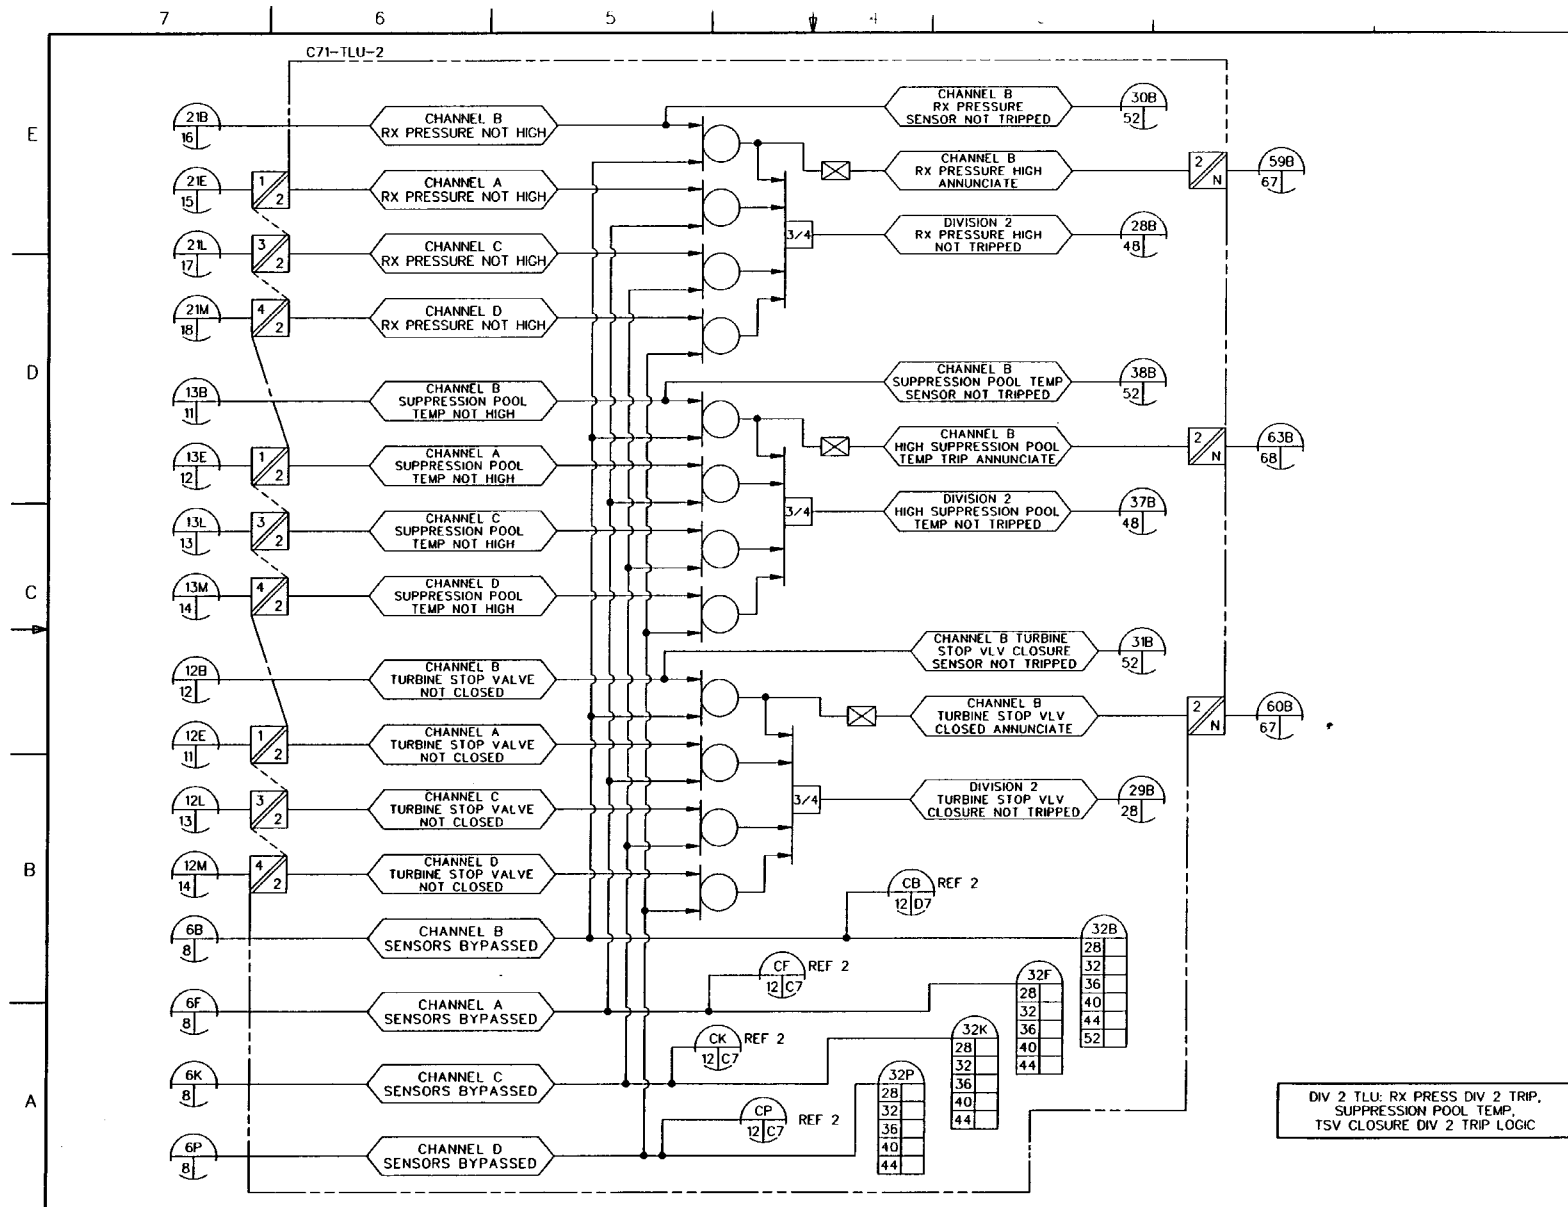 7
6
5
4
C71-TLU-2
E
D
C
B
A
21B
16
CHANNEL B
RX PRESSURE NOT HIGH
CHANNEL B
RX PRESSURE
SENSOR NOT TRIPPED
30B
52
21E
15
1
2
CHANNEL A
RX PRESSURE NOT HIGH
CHANNEL B
RX PRESSURE HIGH
ANNUNCIATE
2
N
59B
67
21L
17
3
2
CHANNEL C
RX PRESSURE NOT HIGH
3/4
DIVISION 2
RX PRESSURE HIGH
NOT TRIPPED
28B
48
21M
18
4
2
CHANNEL D
RX PRESSURE NOT HIGH
13B
11
CHANNEL B
SUPPRESSION POOL
TEMP NOT HIGH
CHANNEL B
SUPPRESSION POOL TEMP
SENSOR NOT TRIPPED
38B
52
13E
12
1
2
CHANNEL A
SUPPRESSION POOL
TEMP NOT HIGH
CHANNEL B
HIGH SUPPRESSION POOL
TEMP TRIP ANNUNCIATE
2
N
63B
68
13L
13
3
2
CHANNEL C
SUPPRESSION POOL
TEMP NOT HIGH
3/4
DIVISION 2
HIGH SUPPRESSION POOL
TEMP NOT TRIPPED
37B
48
13M
14
4
2
CHANNEL D
SUPPRESSION POOL
TEMP NOT HIGH
12B
12
CHANNEL B
TURBINE STOP VALVE
NOT CLOSED
CHANNEL B TURBINE
STOP VLV CLOSURE
SENSOR NOT TRIPPED
31B
52
12E
11
1
2
CHANNEL A
TURBINE STOP VALVE
NOT CLOSED
CHANNEL B
TURBINE STOP VLV
CLOSED ANNUNCIATE
2
N
60B
67
12L
13
3
2
CHANNEL C
TURBINE STOP VALVE
NOT CLOSED
3/4
DIVISION 2
TURBINE STOP VLV
CLOSURE NOT TRIPPED
29B
28
12M
14
4
2
CHANNEL D
TURBINE STOP VALVE
NOT CLOSED
6B
8
CHANNEL B
SENSORS BYPASSED
CB
12 D7
REF 2
32B
28
32
36
40
44
52
6F
8
CHANNEL A
SENSORS BYPASSED
CF
12 C7
REF 2
32F
28
32
36
40
44
6K
8
CHANNEL C
SENSORS BYPASSED
CK
12 C7
REF 2
32K
28
32
36
40
44
6P
8
CHANNEL D
SENSORS BYPASSED
CP
12 C7
REF 2
32P
28
32
36
40
44
DIV 2 TLU: RX PRESS DIV 2 TRIP,
SUPPRESSION POOL TEMP,
TSV CLOSURE DIV 2 TRIP LOGIC